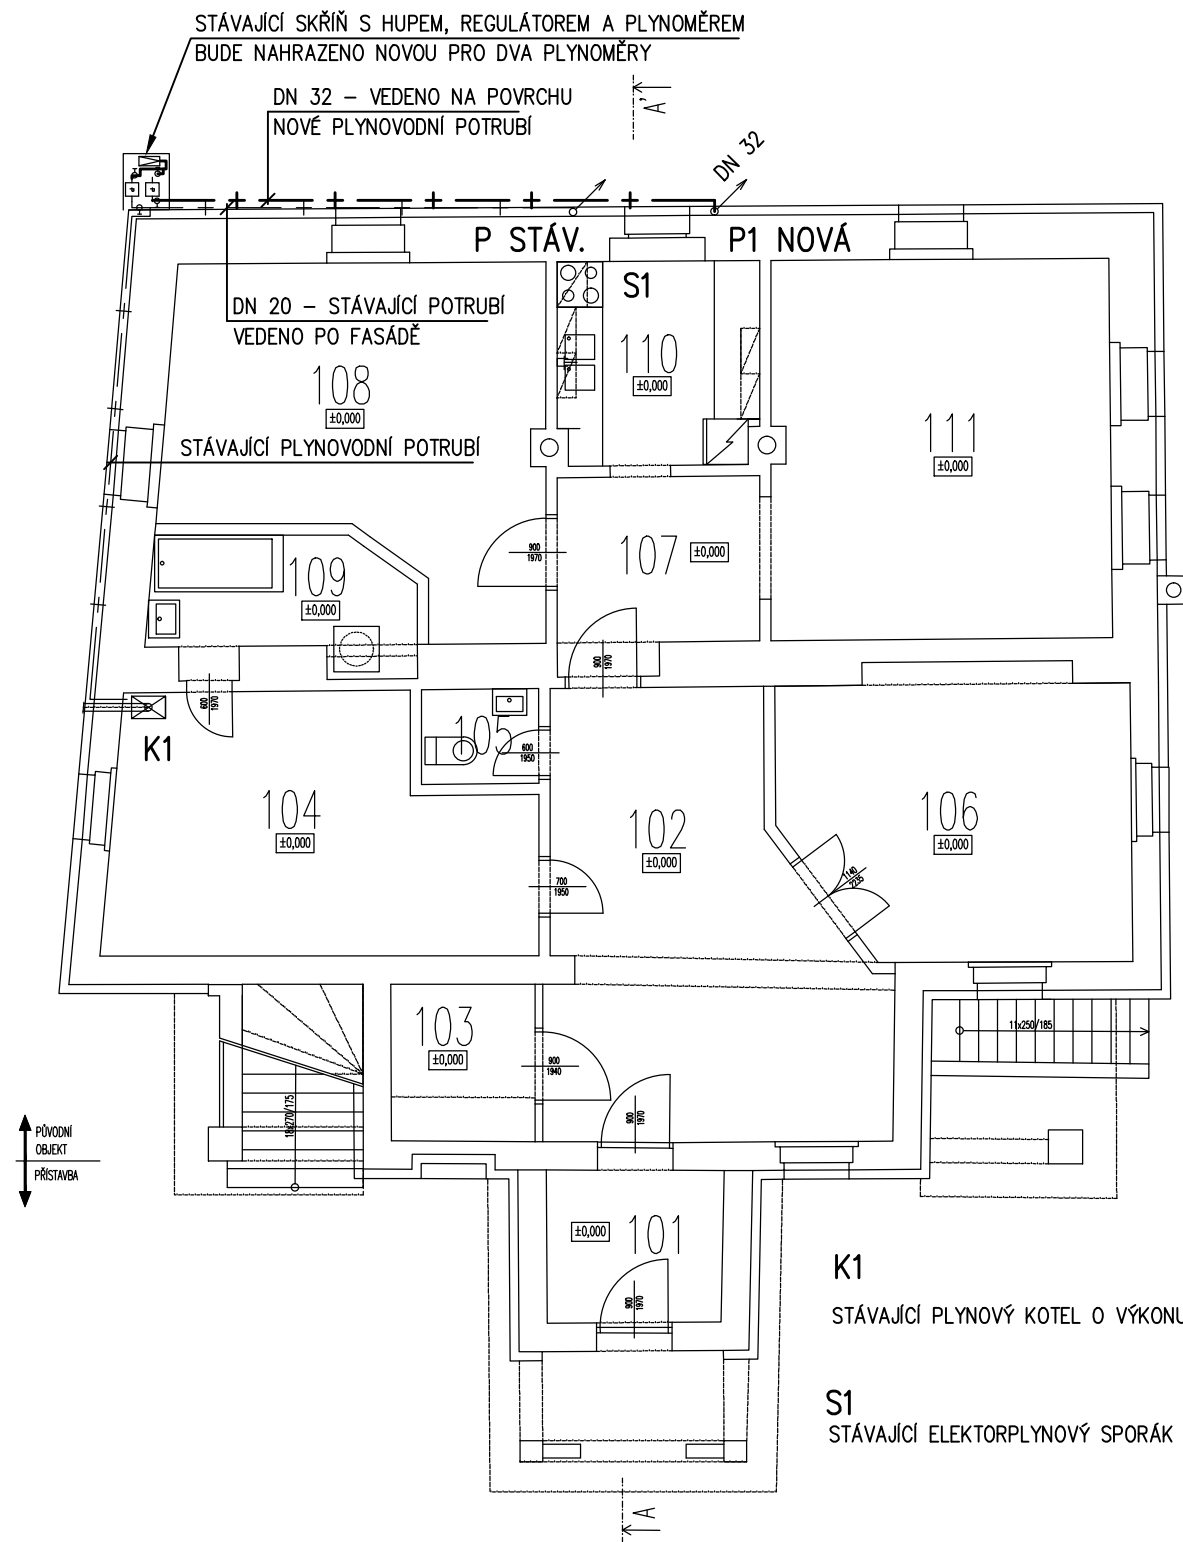 STÁVAJÍCÍ SKŘÍŇ S HUPEM, REGULÁTOREM A PLYNOMĚREM
BUDE NAHRAZENO NOVOU PRO DVA PLYNOMĚRY
DN 32 – VEDENO NA POVRCHU
NOVÉ PLYNOVODNÍ POTRUBÍ
A'
DN 32
P STÁV.
P1 NOVÁ
S1
DN 20 – STÁVAJÍCÍ POTRUBÍ
VEDENO PO FASÁDĚ
108
±0,000
110
±0,000
111
±0,000
STÁVAJÍCÍ PLYNOVODNÍ POTRUBÍ
900
1970
107
±0,000
109
±0,000
900
1970
600
1970
K1
105
600
1950
104
±0,000
102
±0,000
106
±0,000
1140
2235
700
1950
103
±0,000
900
1940
11x250/185
18x270/175
900
1970
PŮVODNÍ
OBJEKT
PŘÍSTAVBA
±0,000
101
900
1970
K1
STÁVAJÍCÍ PLYNOVÝ KOTEL O VÝKONU
S1
STÁVAJÍCÍ ELEKTORPLYNOVÝ SPORÁK
A